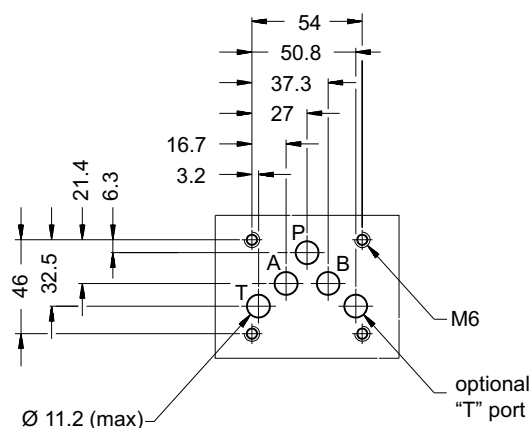 54
50.8
37.3
27
16.7
3.2
21.4
6.3
46
32.5
P
A
B
T
M6
optional
“T” port
Ø 11.2 (max)